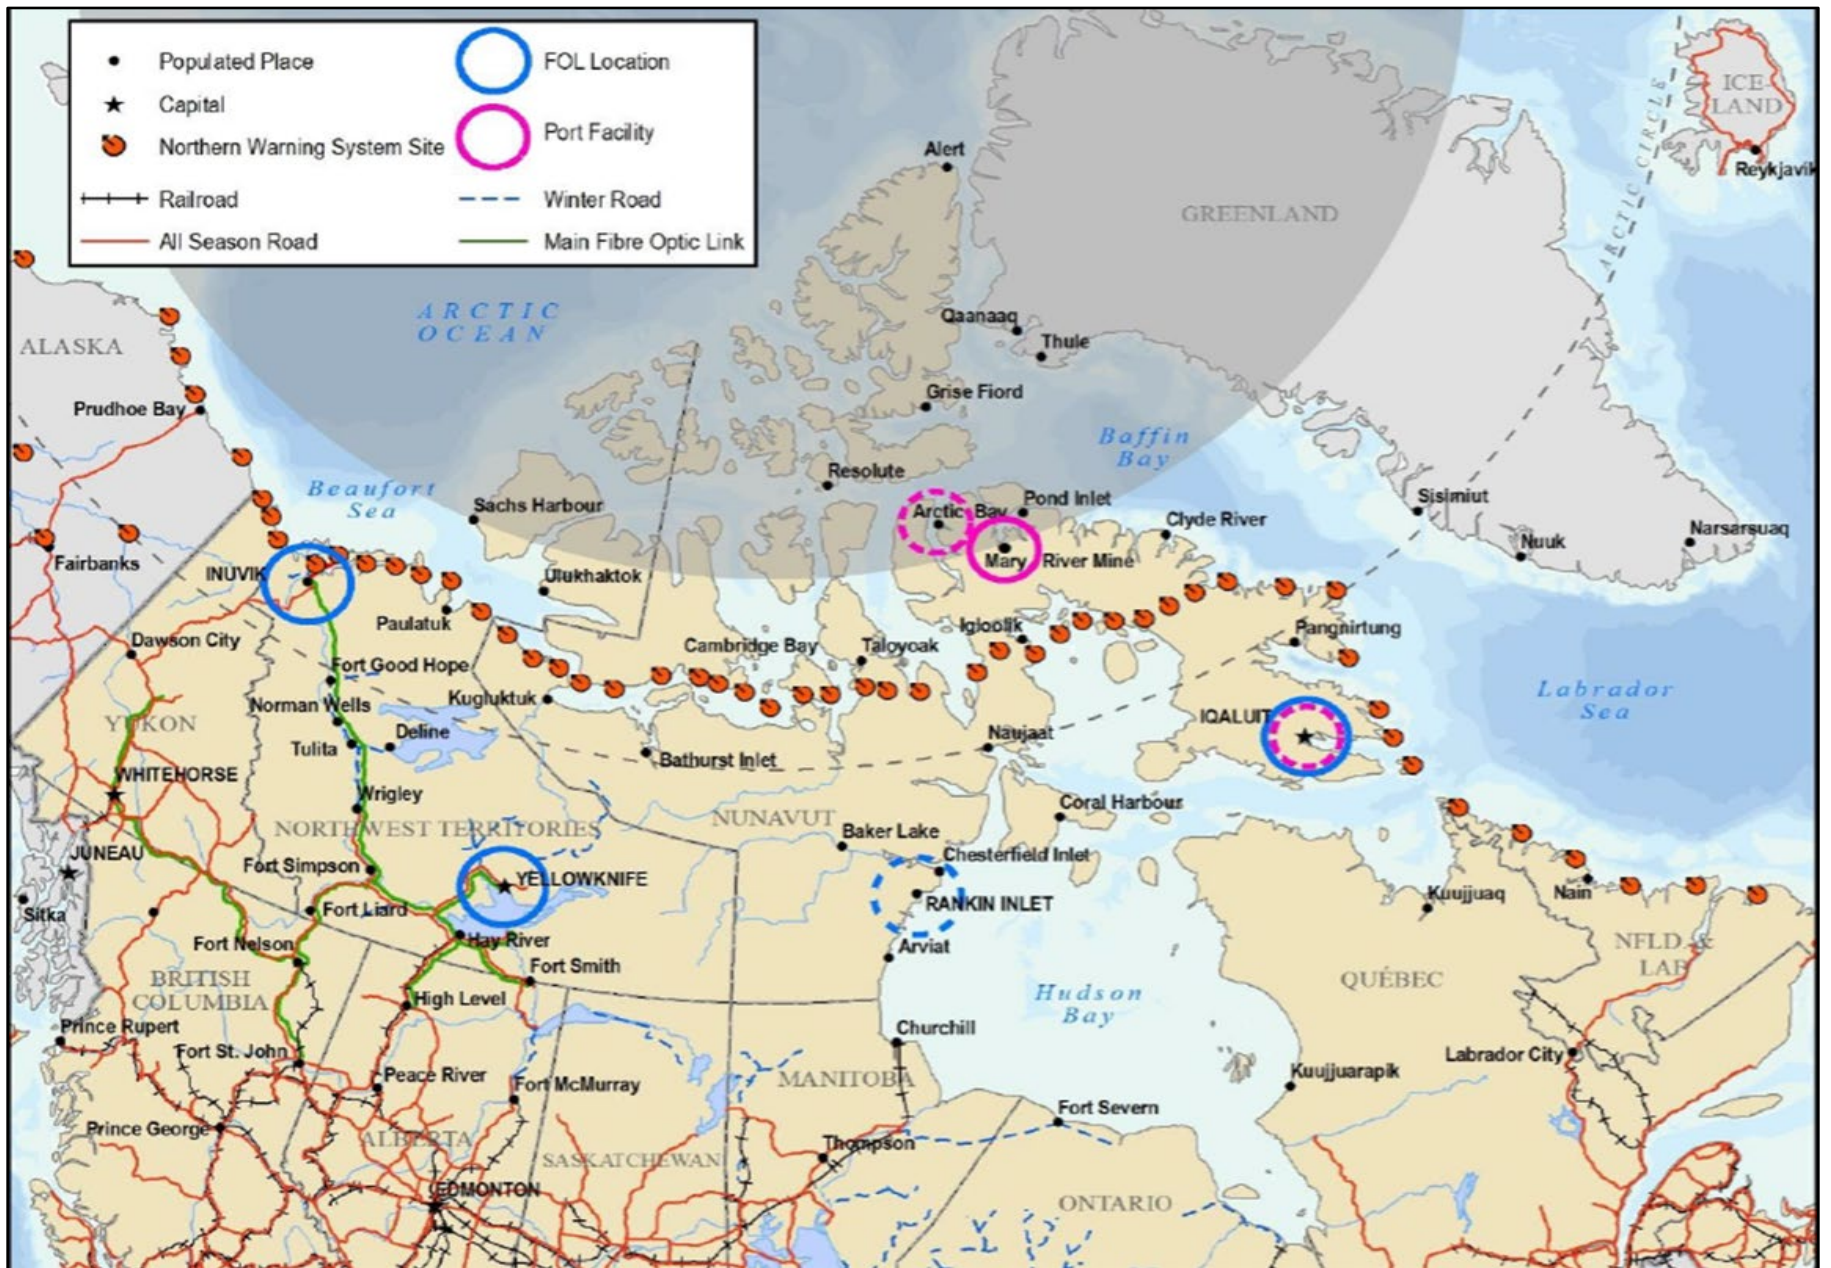 Populated Place
FOL Location
Capital
Port Facility
Northern Warning System Site
Railroad
Winter Road
All Season Road
Main Fibre Optic Link
ICE-
LAND
Reykjavik
ARCTIC CIRCLE
Alert
GREENLAND
ARCTIC
OCEAN
Qaanaaq
Thule
ALASKA
Prudhoe Bay
Grise Fiord
Baffin
Bay
Resolute
Beaufort
Sea
Sachs Harbour
Arctic Bay
Pond Inlet
Clyde River
Sisimiut
Nuuk
Narsarsuaq
Fairbanks
INUVIK
Ulukhaktok
Mary River Mine
Paulatuk
Igloolik
Pangnirtung
Dawson City
Cambridge Bay
Taloyoak
Fort Good Hope
Kugluktuk
Norman Wells
YUKON
Deline
Tulita
Labrador
Sea
IQALUIT
Naujaat
Bathurst Inlet
WHITEHORSE
Wrigley
Coral Harbour
NORTHWEST TERRITORIES
NUNAVUT
Baker Lake
JUNEAU
Chesterfield Inlet
Fort Simpson
YELLOWKNIFE
Kuujjuaq
Nain
Sitka
Fort Liard
RANKIN INLET
Fort Nelson
Hay River
Arviat
NFLD. &
LAB
Fort Smith
BRITISH
COLUMBIA
QUÉBEC
High Level
Hudson
Bay
Prince Rupert
Churchill
Fort St. John
Labrador City
Peace River
Fort McMurray
MANITOBA
Kuujjuarapik
Fort Severn
Prince George
ALBERTA
Thompson
SASKATCHEWAN
EDMONTON
ONTARIO